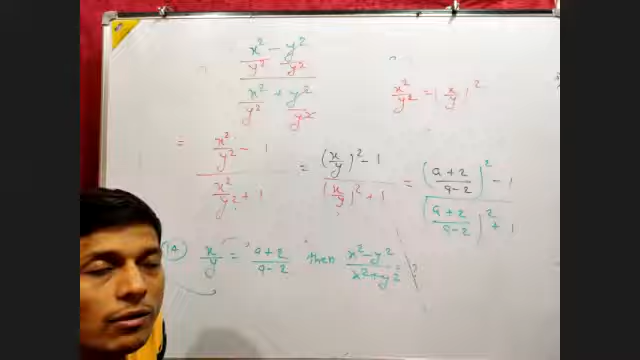 x² - y²
y² y²
x² + y²
y² y²
x²/y² = (x/y)²
= (x²/y² - 1)/(x²/y² + 1) = ((x/y)² - 1)/((x/y)² + 1) = ((a+2/a-2)² - 1)/((a+2/a-2)² + 1)
14 x/y = a+2/a-2 then x²-y²/x²+y² ?